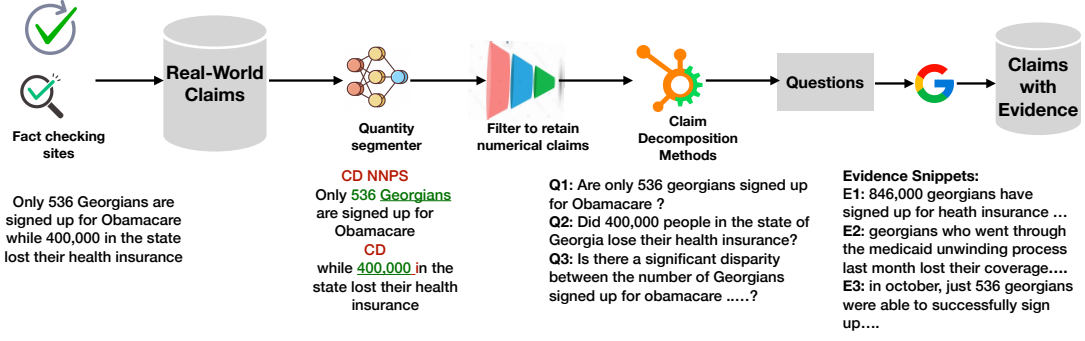 Real-World
Claims
Fact checking
sites
Quantity
segmenter
Filter to retain
numerical claims
Claim
Decomposition
Methods
Questions
Claims
with
Evidence
Only 536 Georgians are
signed up for Obamacare
while 400,000 in the state
lost their health insurance
CD NNPS
Only 536 Georgians
are signed up for
Obamacare
CD
while 400,000 in the
state lost their health
insurance
Q1: Are only 536 georgians signed up
for Obamacare ?
Q2: Did 400,000 people in the state of
Georgia lose their health insurance?
Q3: Is there a significant disparity
between the number of Georgians
signed up for obamacare .....?
Evidence Snippets:
E1: 846,000 georgians have
signed up for heath insurance ...
E2: georgians who went through
the medicaid unwinding process
last month lost their coverage....
E3: in october, just 536 georgians
were able to successfully sign
up....